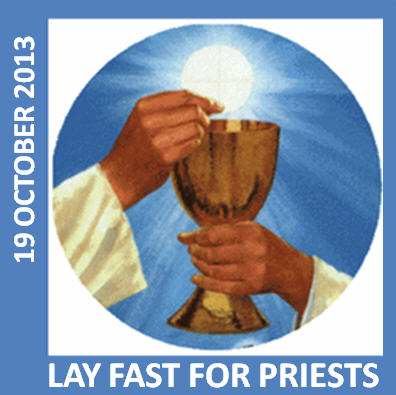 19 OCTOBER 2013
LAY FAST FOR PRIESTS